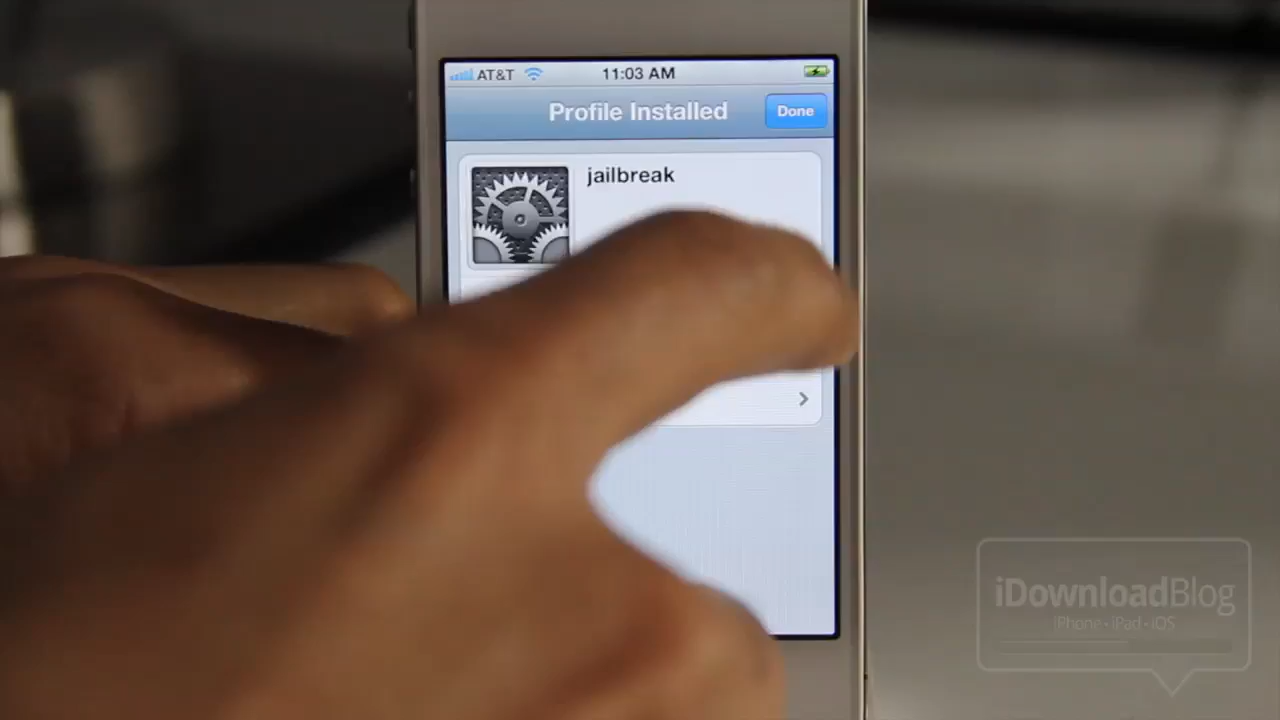 AT&T 11:03 AM
Profile Installed Done
jailbreak
iDownloadBlog
iPhone • iPad • iOS